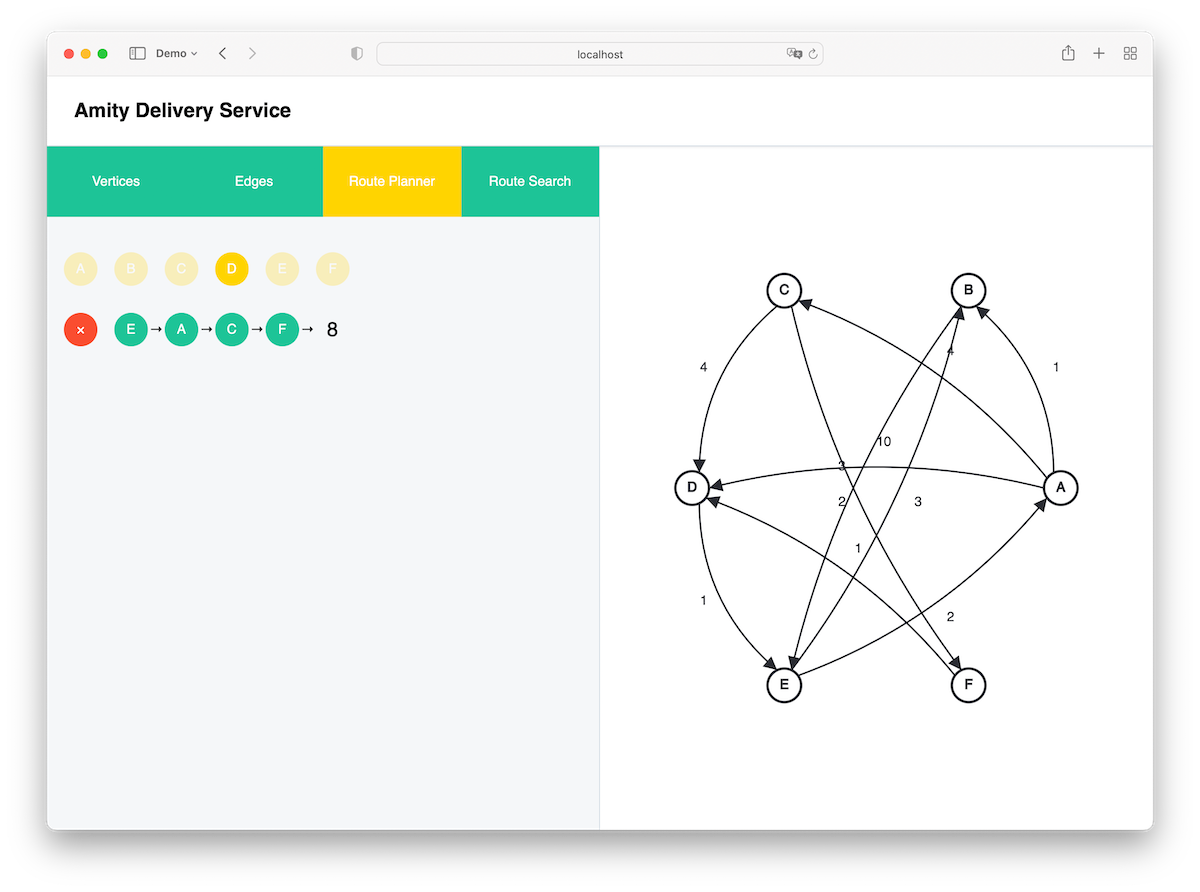 Demo
localhost
Amity Delivery Service
Vertices Edges Route Planner Route Search
A B C D E F
× E → A → C → F → 8
C B
4
4 1
10
3
D A
2 3
1
1
2
E F